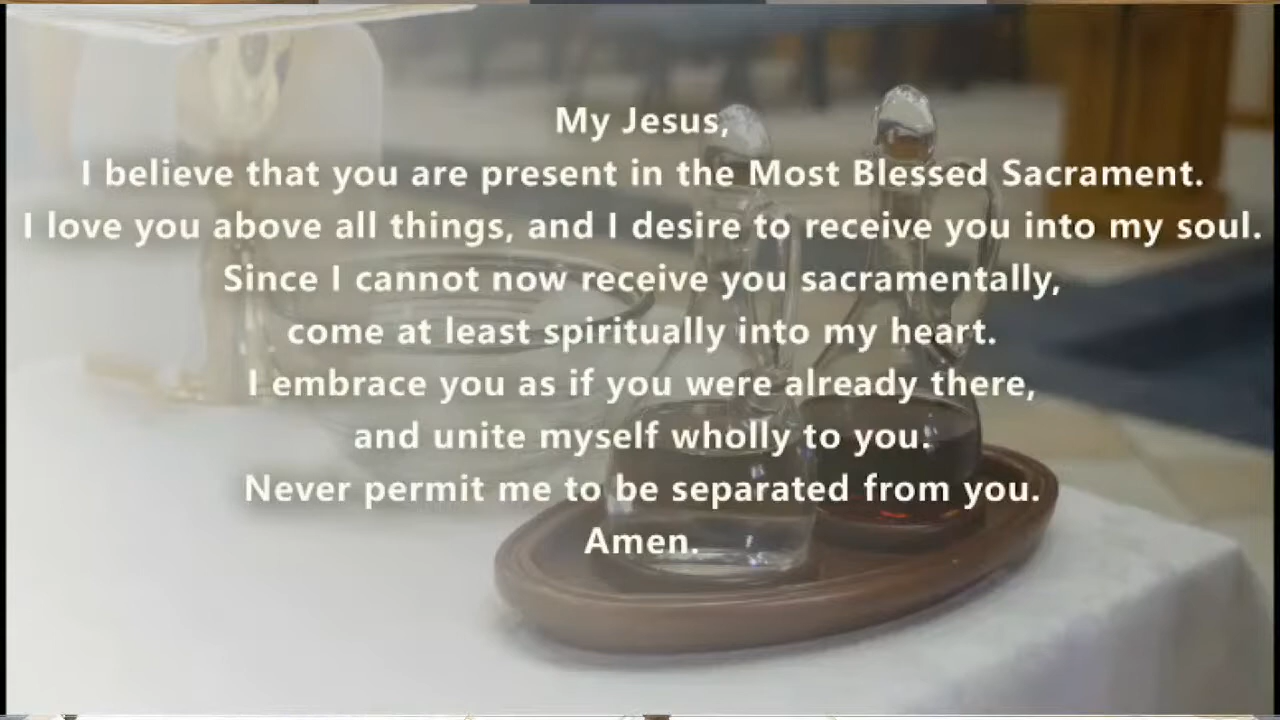 My Jesus,
I believe that you are present in the Most Blessed Sacrament.
I love you above all things, and I desire to receive you into my soul.
Since I cannot now receive you sacramentally,
come at least spiritually into my heart.
I embrace you as if you were already there,
and unite myself wholly to you.
Never permit me to be separated from you.
Amen.